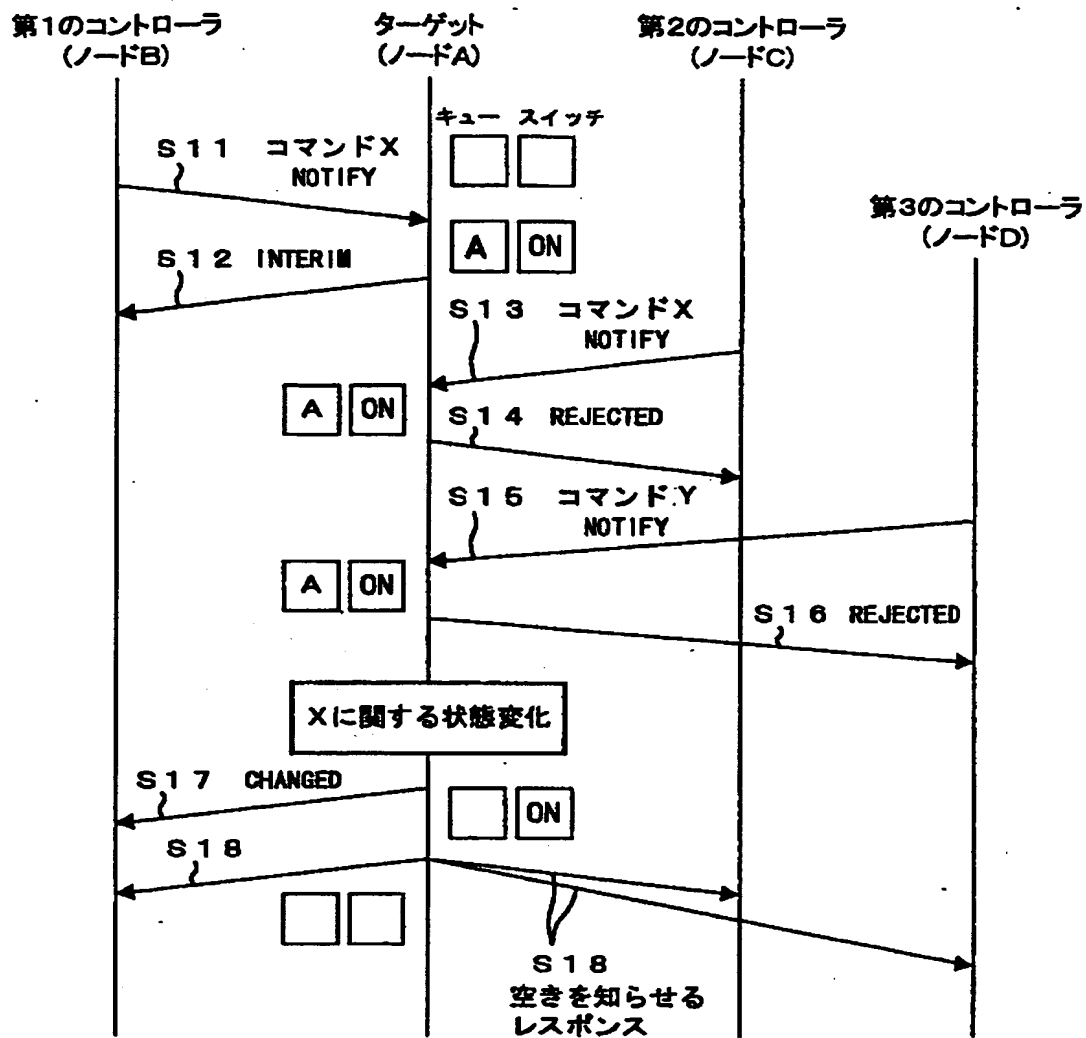 第1のコントローラ
(ノードB)
ターゲット
(ノードA)
第2のコントローラ
(ノードC)
キュー スイッチ
S11 コマンドX
NOTIFY
第3のコントローラ
(ノードD)
A ON
S12 INTERIM
S13 コマンドX
NOTIFY
A ON
S14 REJECTED
S15 コマンドY
NOTIFY
A ON
S16 REJECTED
Xに関する状態変化
S17 CHANGED
ON
S18
S18
空きを知らせる
レスポンス